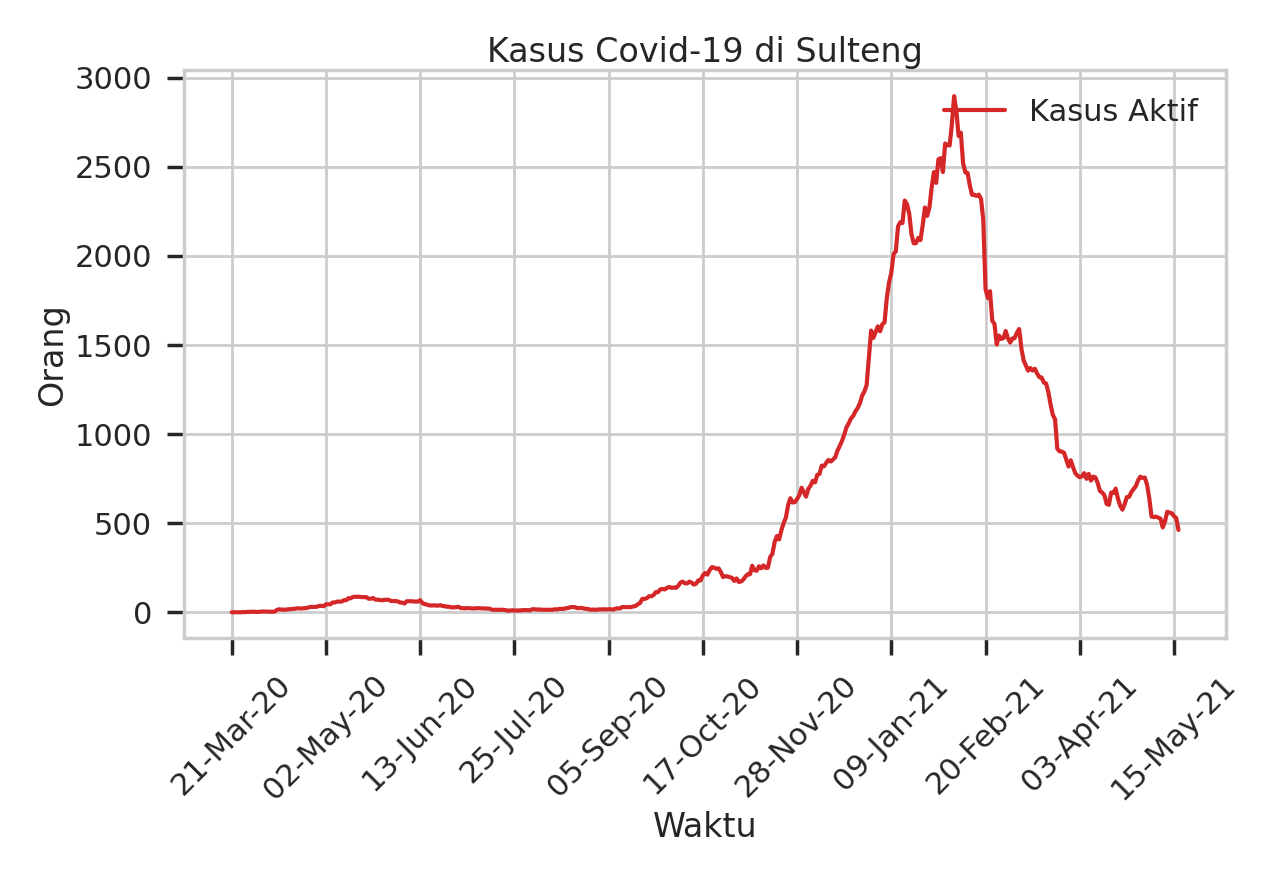 Kasus Covid-19 di Sulteng
3000
2500
2000
1500
1000
500
0
Orang
Kasus Aktif
21-Mar-20
02-May-20
13-Jun-20
25-Jul-20
05-Sep-20
17-Oct-20
28-Nov-20
09-Jan-21
20-Feb-21
03-Apr-21
15-May-21
Waktu